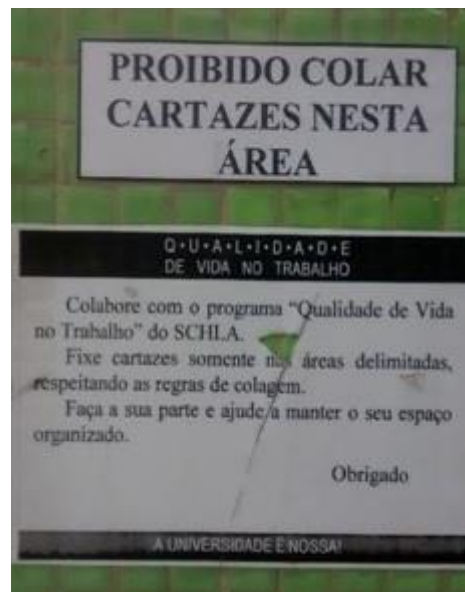 PROIBIDO COLAR
CARTAZES NESTA
ÁREA
Q·U·A·L·I·D·A·D·E
DE VIDA NO TRABALHO
Colabore com o programa “Qualidade de Vida
no Trabalho” do SCHLA.
Fixe cartazes somente nas áreas delimitadas,
respeitando as regras de colagem.
Faça a sua parte e ajude a manter o seu espaço
organizado.
Obrigado
A UNIVERSIDADE É NOSSA!